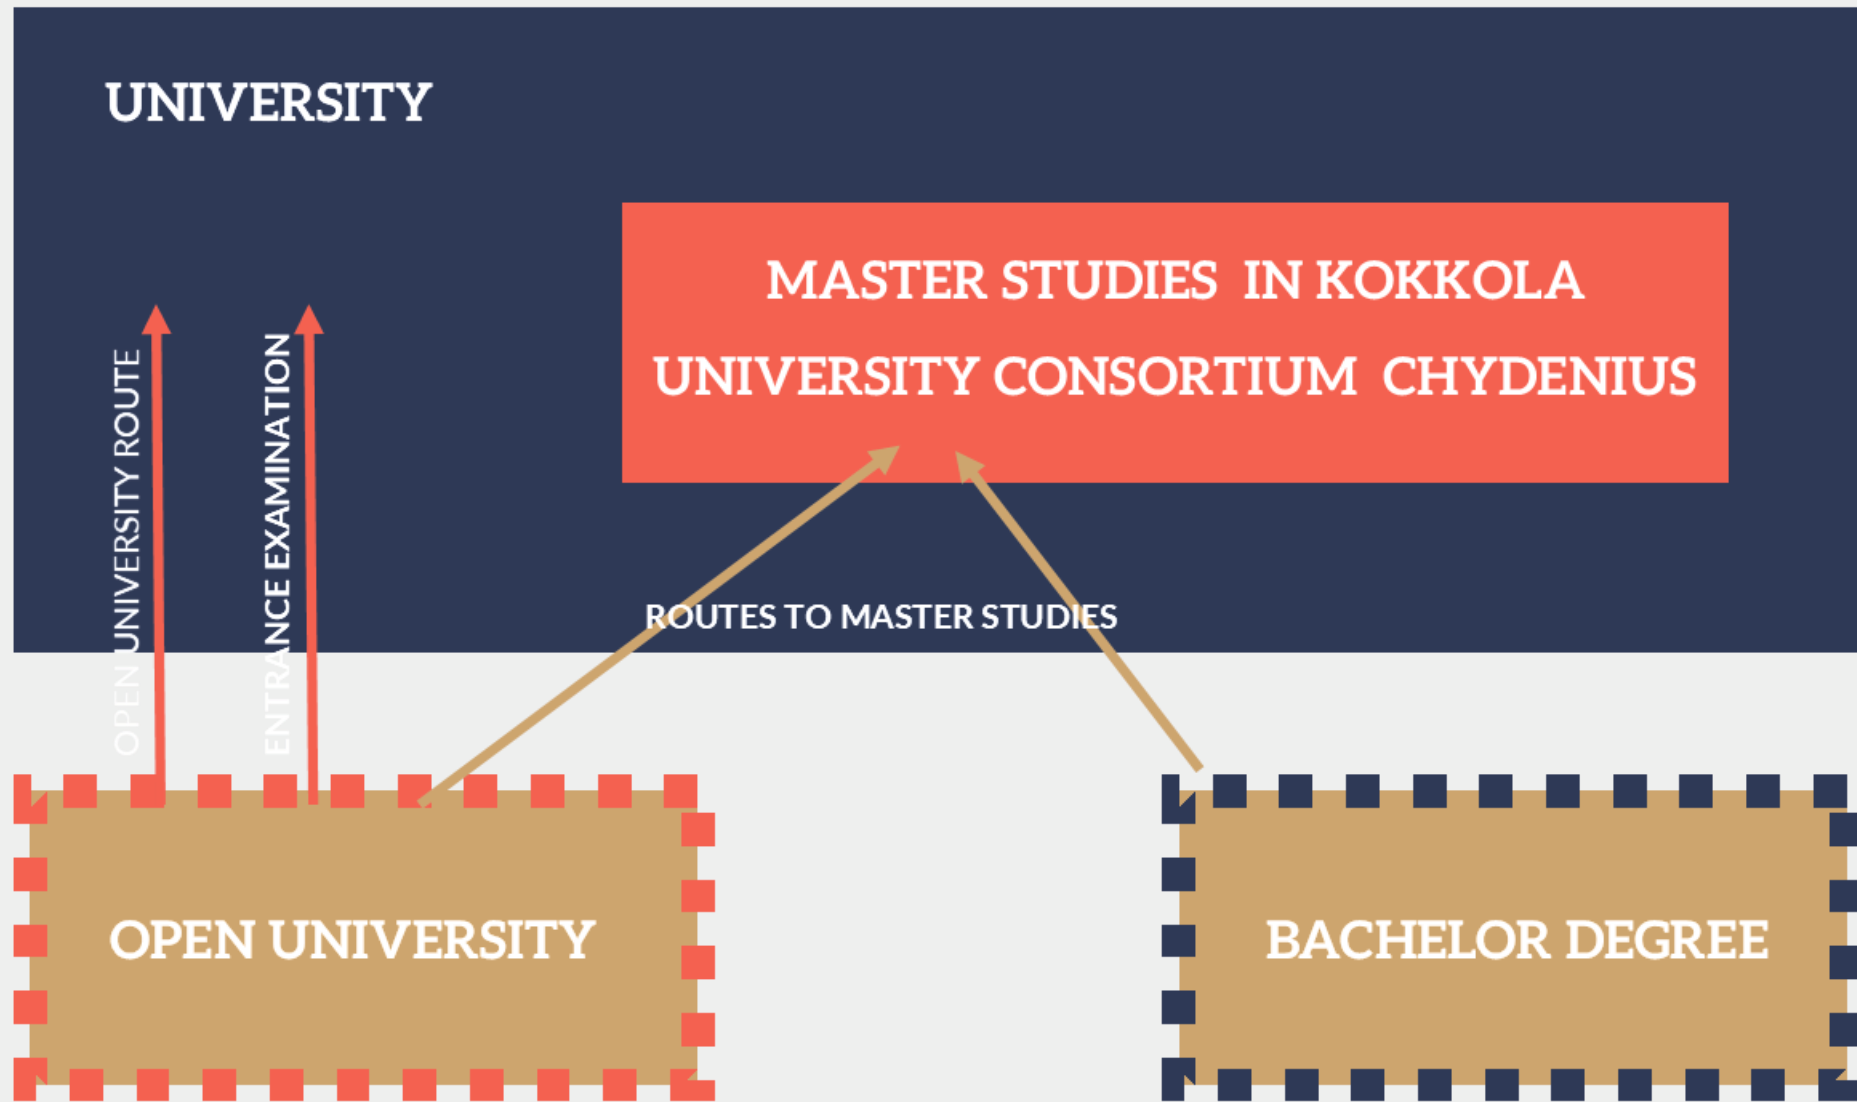 UNIVERSITY
MASTER STUDIES IN KOKKOLA
UNIVERSITY CONSORTIUM CHYDENIUS
OPEN UNIVERSITY ROUTE
ENTRANCE EXAMINATION
ROUTES TO MASTER STUDIES
OPEN UNIVERSITY
BACHELOR DEGREE